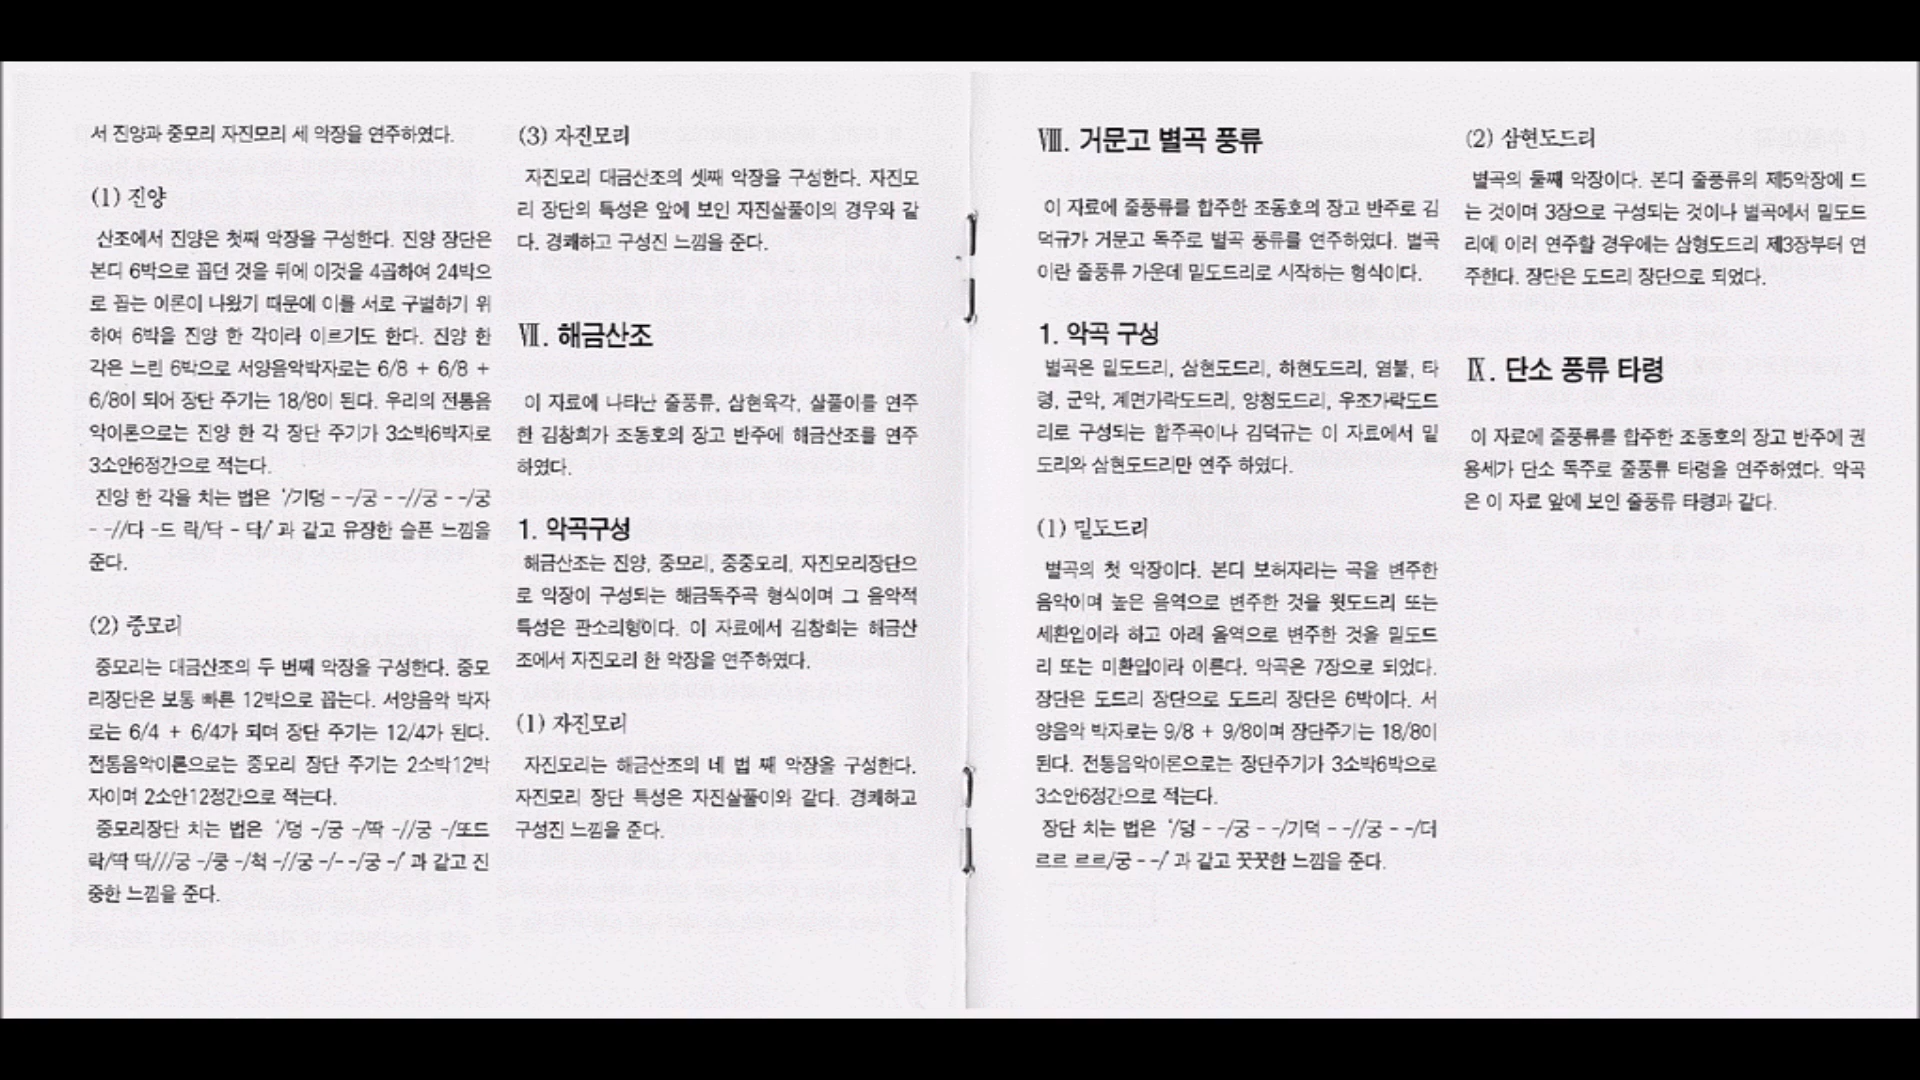 서 진양과 중모리 자진모리 세 악장을 연주하였다.
(1) 진양
산조에서 진양은 첫째 악장을 구성한다. 진양 장단은
본디 6박으로 꼽던 것을 뒤에 이것을 4곱하여 24박으
로 꼽는 이론이 나왔기 때문에 이를 서로 구별하기 위
하여 6박을 진양 한 각이라 이르기도 한다. 진양 한
각은 느린 6박으로 서양음악박자로는 6/8 + 6/8 +
6/8이 되어 장단 주기는 18/8이 된다. 우리의 전통음
악이론으로는 진양 한 각 장단 주기가 3소박6박자로
3소안6정간으로 적는다.
진양 한 각을 치는 법은 '/기덩 - -/궁 - -//궁 - -/궁
- -//다 -드 락/닥 - 닥/' 과 같고 유장한 슬픈 느낌을
준다.
(2) 중모리
중모리는 대금산조의 두 번째 악장을 구성한다. 중모
리장단은 보통 빠른 12박으로 꼽는다. 서양음악 박자
로는 6/4 + 6/4가 되며 장단 주기는 12/4가 된다.
전통음악이론으로는 중모리 장단 주기는 2소박12박
자이며 2소안12정간으로 적는다.
중모리장단 치는 법은 '/덩 -/궁 -/딱 -//궁 -/또드
락/딱 딱///궁 -/쿵 -/척 -//궁 -/- -/궁 -/' 과 같고 진
중한 느낌을 준다.
(3) 자진모리
자진모리 대금산조의 셋째 악장을 구성한다. 자진모
리 장단의 특성은 앞에 보인 자진살풀이의 경우와 같
다. 경쾌하고 구성진 느낌을 준다.
Ⅶ. 해금산조
이 자료에 나타난 줄풍류, 삼현육각, 살풀이를 연주
한 김창희가 조동호의 장고 반주에 해금산조를 연주
하였다.
1. 악곡구성
해금산조는 진양, 중모리, 중중모리, 자진모리장단으
로 악장이 구성되는 해금독주곡 형식이며 그 음악적
특성은 판소리형이다. 이 자료에서 김창희는 해금산
조에서 자진모리 한 악장을 연주하였다.
(1) 자진모리
자진모리는 해금산조의 네 법 째 악장을 구성한다.
자진모리 장단 특성은 자진살풀이와 같다. 경쾌하고
구성진 느낌을 준다.
Ⅷ. 거문고 별곡 풍류
이 자료에 줄풍류를 합주한 조동호의 장고 반주로 김
덕규가 거문고 독주로 별곡 풍류를 연주하였다. 별곡
이란 줄풍류 가운데 밑도드리로 시작하는 형식이다.
1. 악곡 구성
별곡은 밑도드리, 삼현도드리, 하현도드리, 염불, 타
령, 군악, 계면가락도드리, 양청도드리, 우조가락도드
리로 구성되는 합주곡이나 김덕규는 이 자료에서 밑
도리와 삼현도드리만 연주 하였다.
(1) 밑도드리
별곡의 첫 악장이다. 본디 보허자라는 곡을 변주한
음악이며 높은 음역으로 변주한 것을 윗도드리 또는
세환입이라 하고 아래 음역으로 변주한 것을 밑도드
리 또는 미환입이라 이른다. 악곡은 7장으로 되었다.
장단은 도드리 장단으로 도드리 장단은 6박이다. 서
양음악 박자로는 9/8 + 9/8이며 장단주기는 18/8이
된다. 전통음악이론으로는 장단주기가 3소박6박으로
3소안6정간으로 적는다.
장단 치는 법은 '/덩 - -/궁 - -/기덕 - -//궁 - -/더
르르 르르/궁 - -/' 과 같고 꿋꿋한 느낌을 준다.
(2) 삼현도드리
별곡의 둘째 악장이다. 본디 줄풍류의 제5악장에 드
는 것이며 3장으로 구성되는 것이나 별곡에서 밑도드
리에 이러 연주할 경우에는 삼형도드리 제3장부터 연
주한다. 장단은 도드리 장단으로 되었다.
Ⅸ. 단소 풍류 타령
이 자료에 줄풍류를 합주한 조동호의 장고 반주에 권
용세가 단소 독주로 줄풍류 타령을 연주하였다. 악곡
은 이 자료 앞에 보인 줄풍류 타령과 같다.